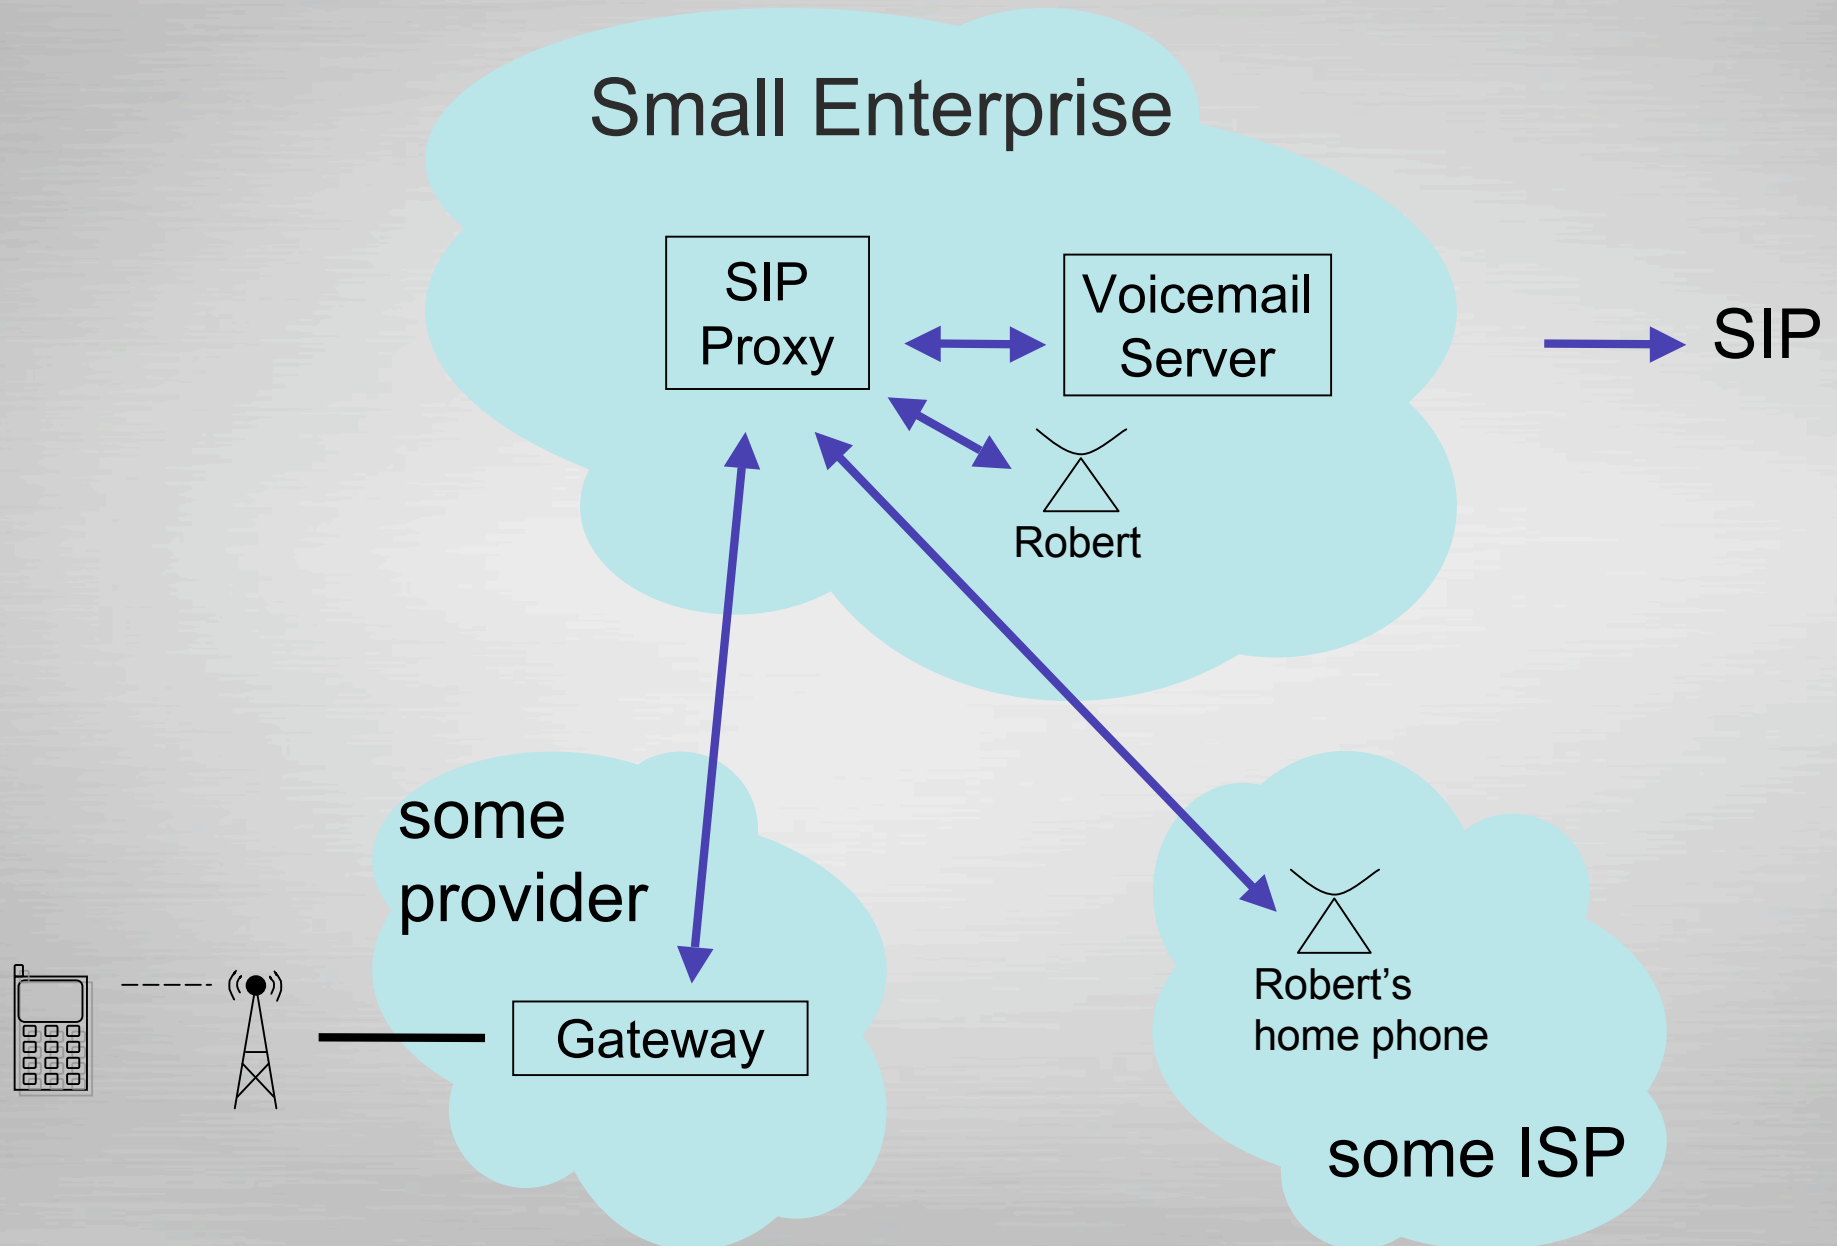 Small Enterprise
SIP
Proxy
Voicemail
Server
SIP
Robert
some
provider
Gateway
Robert’s
home phone
some ISP